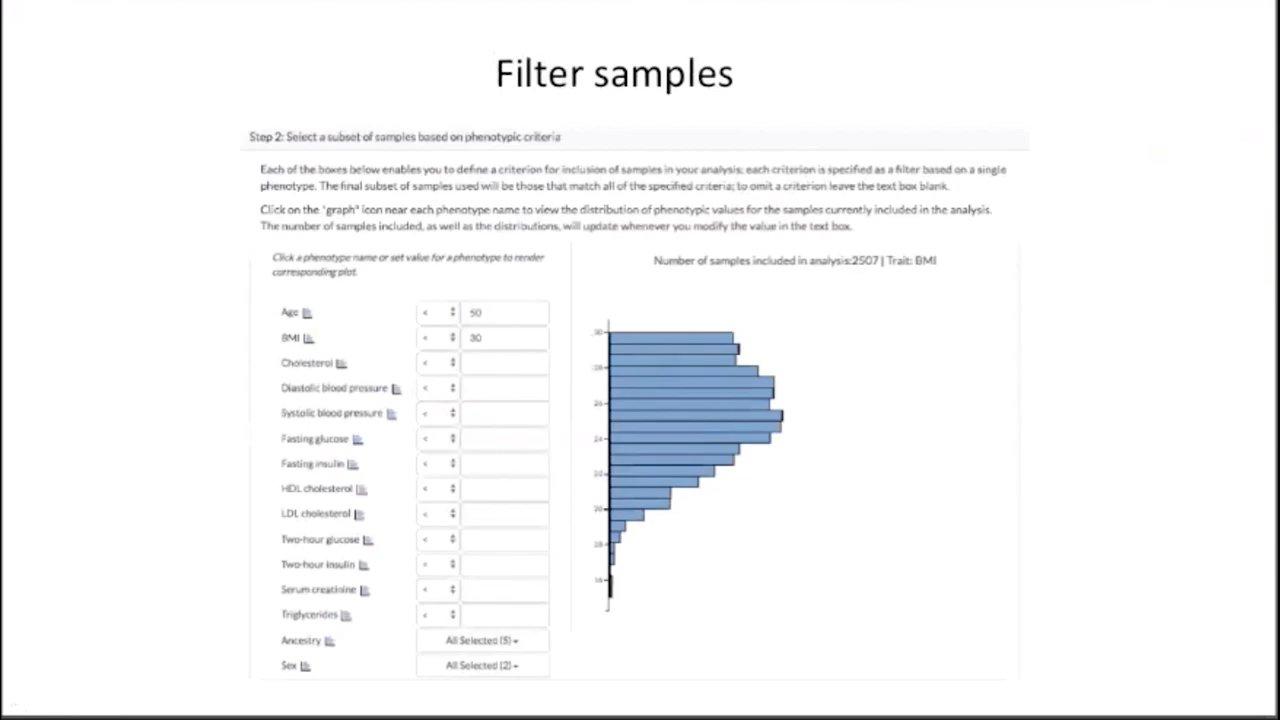 Filter samples
Step 2: Select a subset of samples based on phenotypic criteria
Each of the boxes below enables you to define a criterion for inclusion of samples in your analysis; each criterion is specified as a filter based on a single
phenotype. The final subset of samples used will be those that match all of the specified criteria; to omit a criterion leave the text box blank.
Click on the "graph" icon near each phenotype name to view the distribution of phenotypic values for the samples currently included in the analysis.
The number of samples included, as well as the distributions, will update whenever you modify the value in the text box.
Click a phenotype name or set value for a phenotype to render
corresponding plot.
Number of samples included in analysis:2507 | Trait: BMI
Age < 50
BMI < 30
Cholesterol <
Diastolic blood pressure <
Systolic blood pressure <
Fasting glucose <
Fasting insulin <
HDL cholesterol <
LDL cholesterol <
Two-hour glucose <
Two-hour insulin <
Serum creatinine <
Triglycerides <
Ancestry All Selected (5)
Sex All Selected (2)
30
28
26
24
22
20
18
16